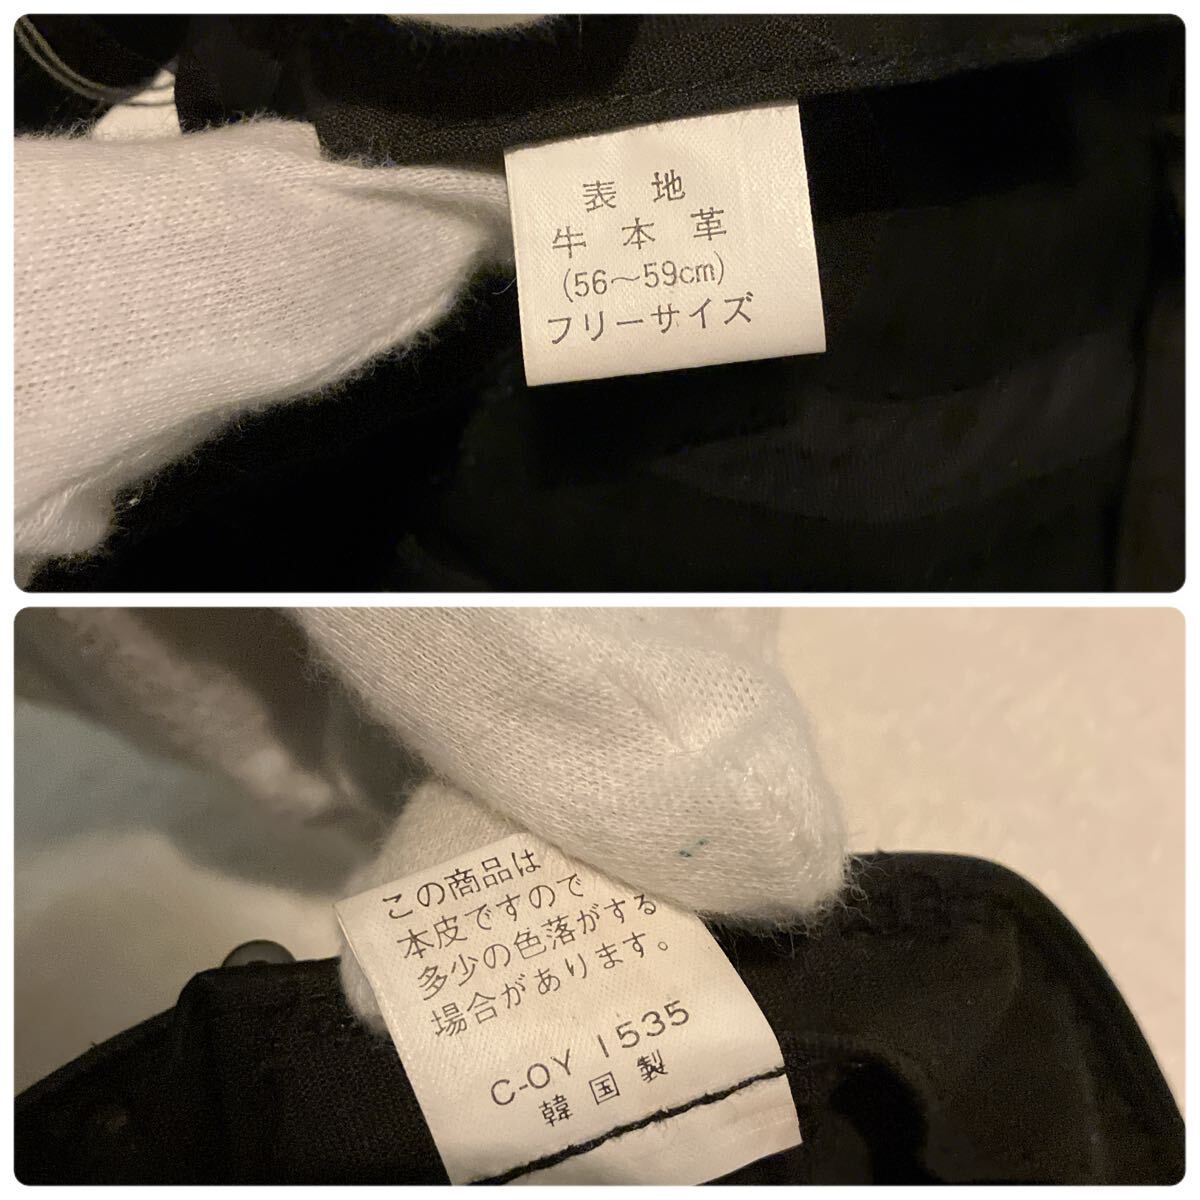 表地
牛本革
(56～59cm)
フリーサイズ
この商品は
本皮ですので
多少の色落がする
場合があります。
C-OY 1535
韓国製